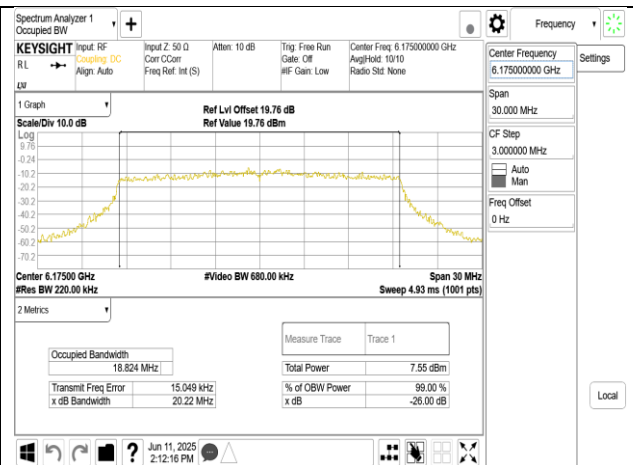 Spectrum Analyzer 1
Occupied BW
Frequency
KEYSIGHT
RL
LXI
Input: RF
Coupling: DC
Align: Auto
Input Z: 50 Ω
Corr CCorr
Freq Ref: Int (S)
Atten: 10 dB
Trig: Free Run
Gate: Off
#IF Gain: Low
Center Freq: 6.175000000 GHz
Avg|Hold: 10/10
Radio Std: None
Center Frequency
6.175000000 GHz
Settings
Span
30.000 MHz
CF Step
3.000000 MHz
Auto
Man
Freq Offset
0 Hz
Local
1 Graph
Scale/Div 10.0 dB
Ref Lvl Offset 19.76 dB
Ref Value 19.76 dBm
Log
9.76
-0.24
-10.2
-20.2
-30.2
-40.2
-50.2
-60.2
-70.2
Center 6.17500 GHz
#Video BW 680.00 kHz
Span 30 MHz
#Res BW 220.00 kHz
Sweep 4.93 ms (1001 pts)
2 Metrics
Measure Trace
Trace 1
Occupied Bandwidth
18.824 MHz
Total Power
7.55 dBm
Transmit Freq Error
15.049 kHz
% of OBW Power
99.00 %
x dB Bandwidth
20.22 MHz
x dB
-26.00 dB
?
Jun 11, 2025
2:12:16 PM